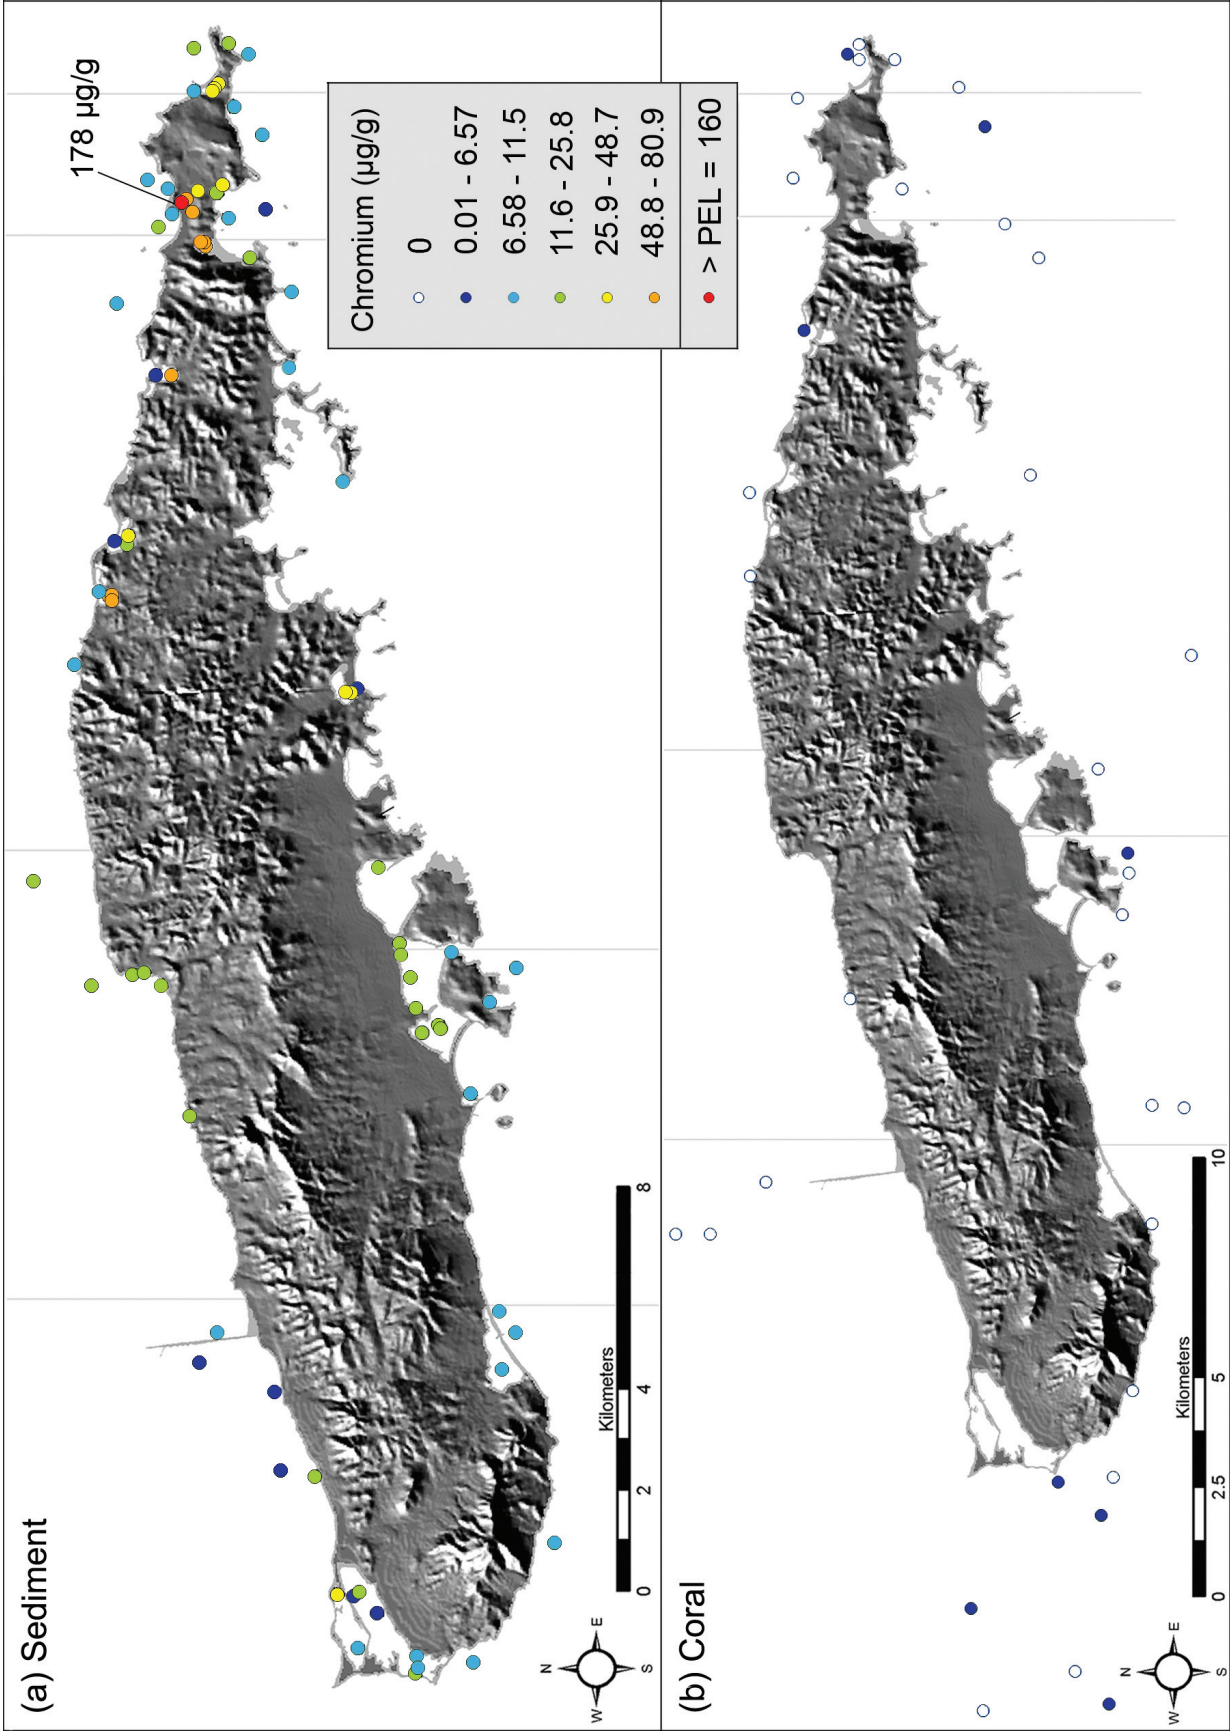 (a) Sediment
178 µg/g
Chromium (µg/g)
0
0.01 - 6.57
6.58 - 11.5
11.6 - 25.8
25.9 - 48.7
48.8 - 80.9
> PEL = 160
N
W E
S
Kilometers
0 2 4 8
(b) Coral
N
W E
S
Kilometers
0 2.5 5 10